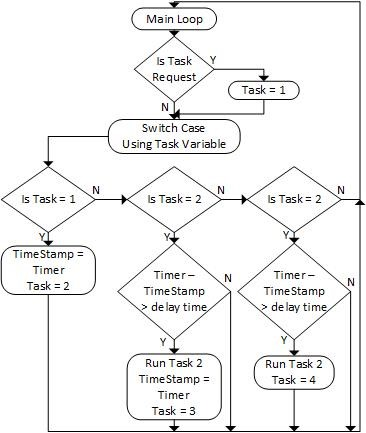 Main Loop
Is Task
Request
Y
N
Task = 1
Switch Case
Using Task Variable
Is Task = 1
N
Is Task = 2
N
Is Task = 2
N
Y
Y
Y
TimeStamp =
Timer
Task = 2
Timer –
TimeStamp
> delay time
N
Timer –
TimeStamp
> delay time
N
Y
Y
Run Task 2
TimeStamp =
Timer
Task = 3
Run Task 2
Task = 4